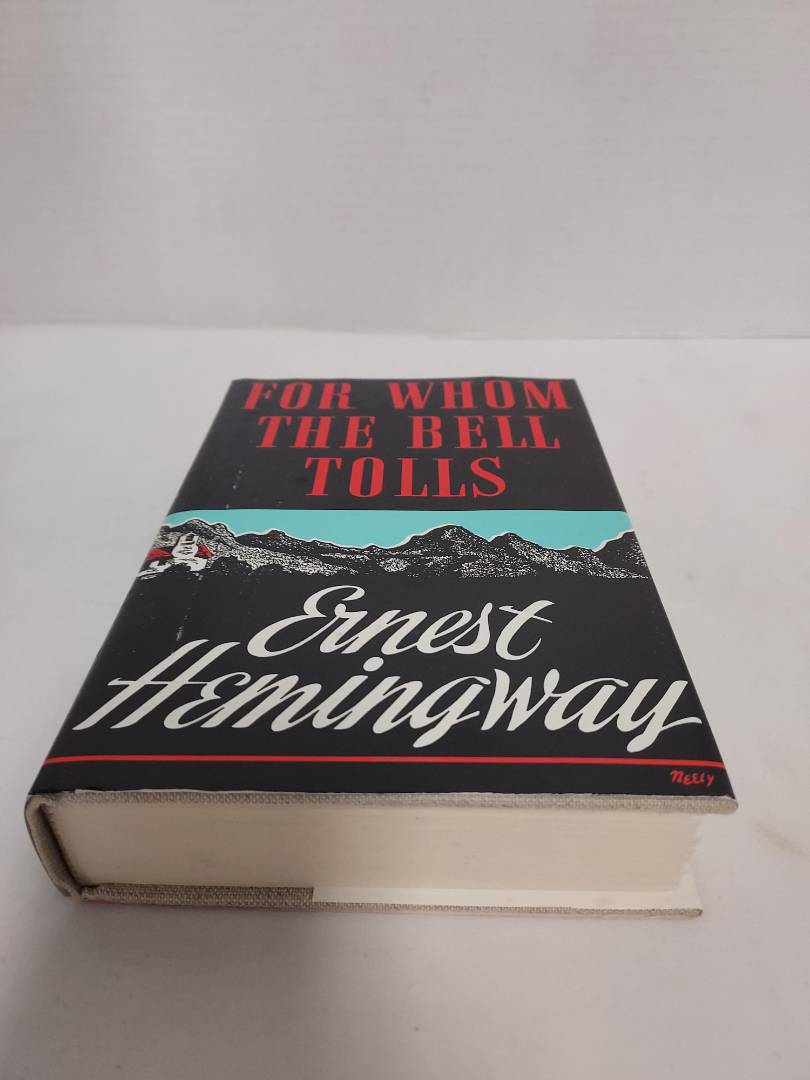 FOR WHOM
THE BELL
TOLLS
Ernest
Hemingway
NEELY